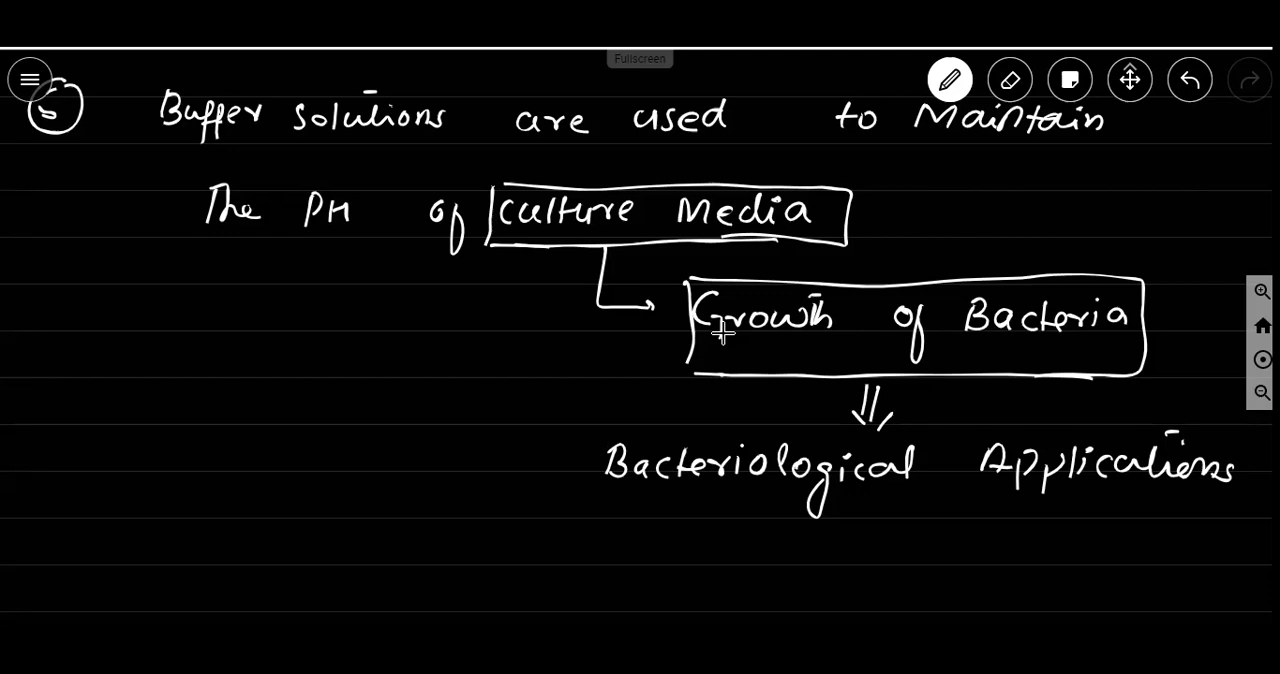 Fullscreen
5 Buffer solutions are used to Maintain
The PH of Culture Media
Growth of Bacteria
Bacteriological Applications